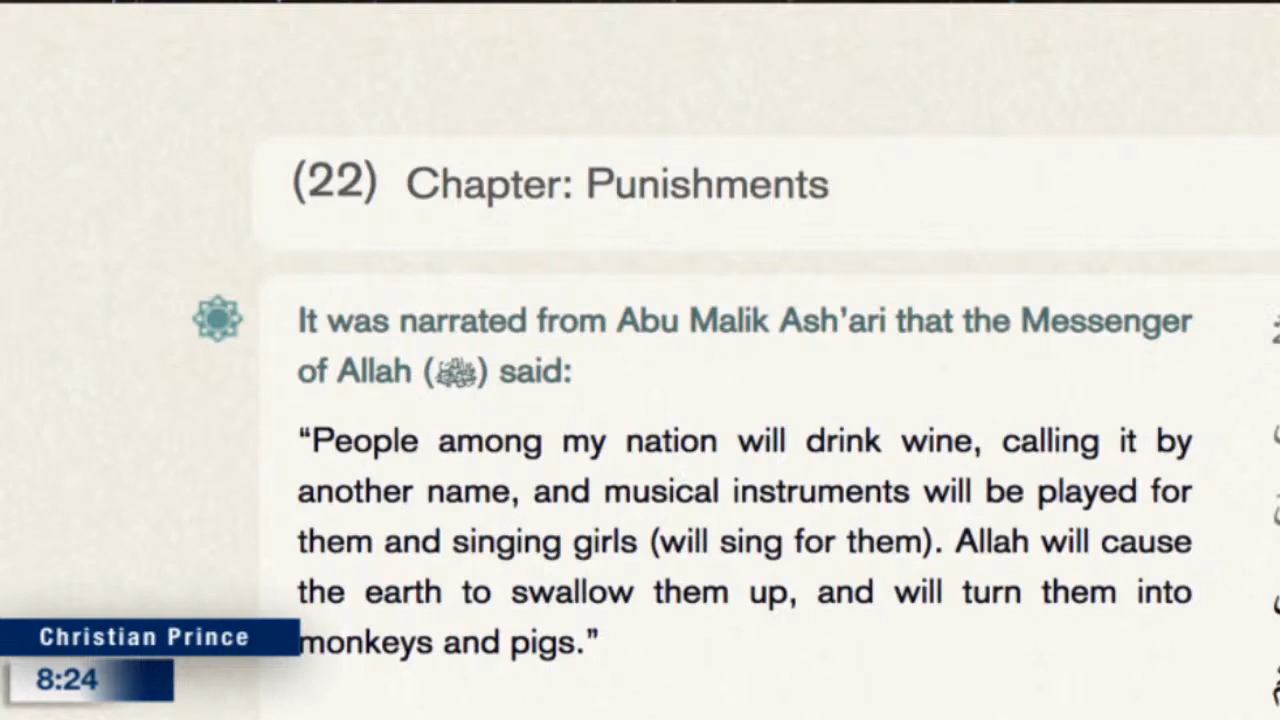 (22) Chapter: Punishments
It was narrated from Abu Malik Ash'ari that the Messenger
of Allah (ﷺ) said:
“People among my nation will drink wine, calling it by
another name, and musical instruments will be played for
them and singing girls (will sing for them). Allah will cause
the earth to swallow them up, and will turn them into
monkeys and pigs.”
Christian Prince
8:24